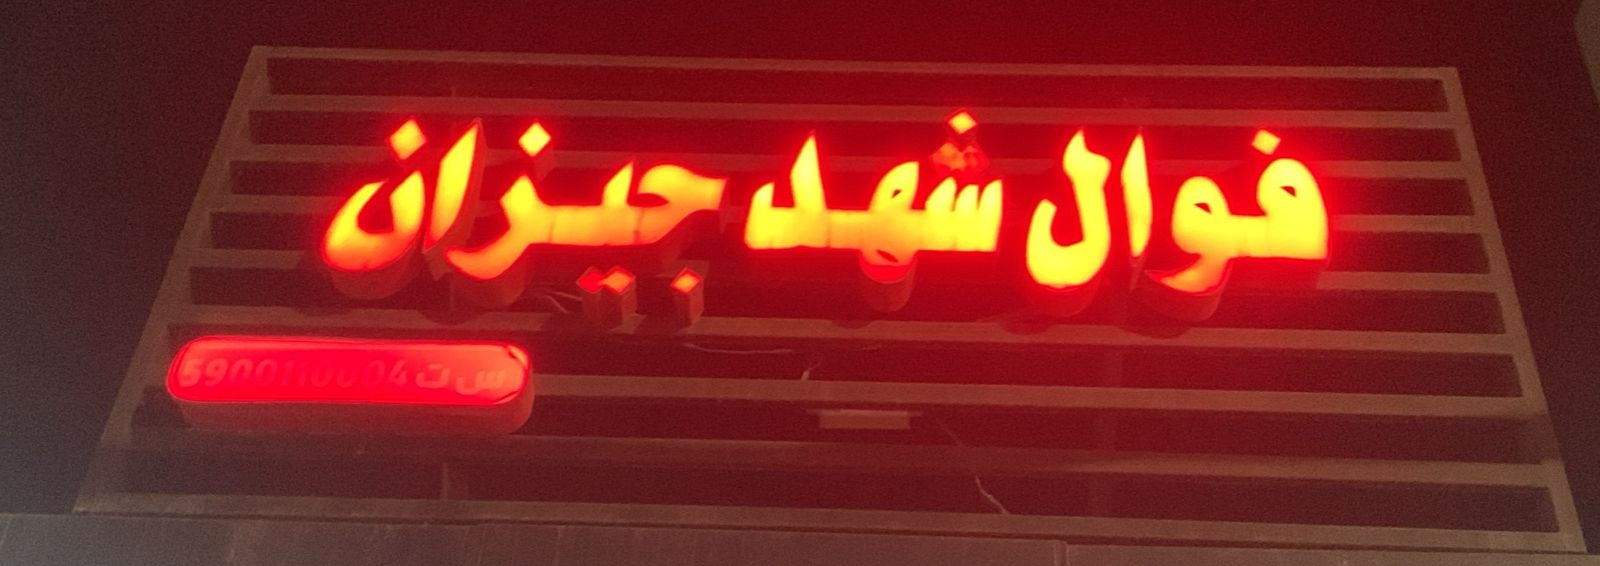 فوال شهد جيزان
س ت 5900110004